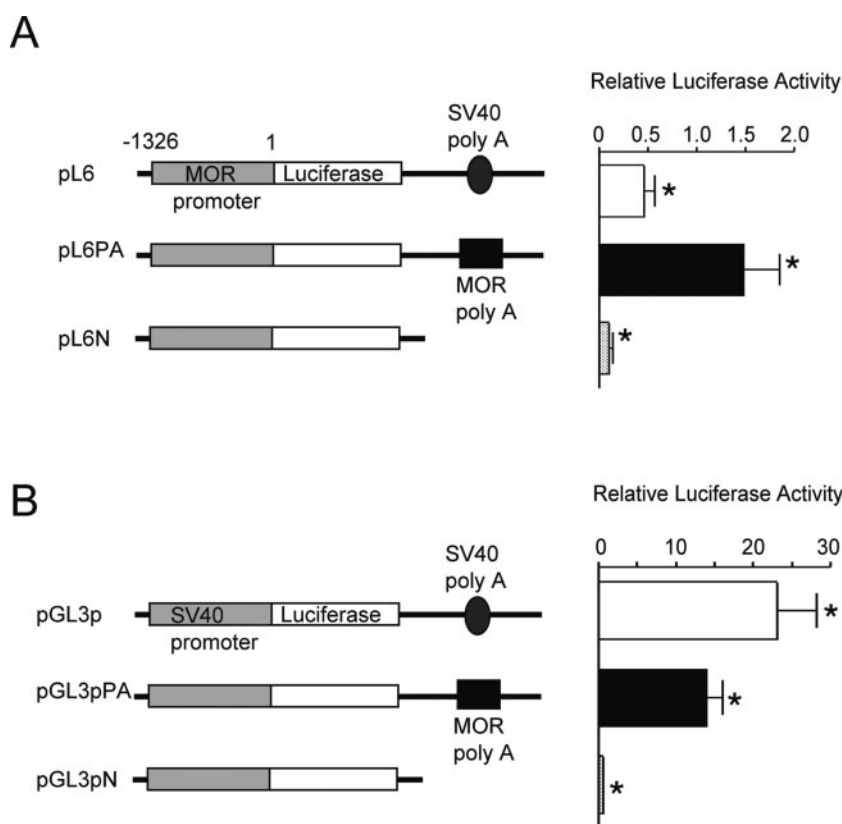 A
Relative Luciferase Activity
0 0.5 1.0 1.5 2.0
SV40
poly A
-1326 1
pL6 MOR Luciferase
promoter
*
pL6PA
*
MOR
poly A
pL6N
*
B
Relative Luciferase Activity
0 10 20 30
SV40
poly A
pGL3p SV40 Luciferase
promoter
*
pGL3pPA
*
MOR
poly A
pGL3pN
*